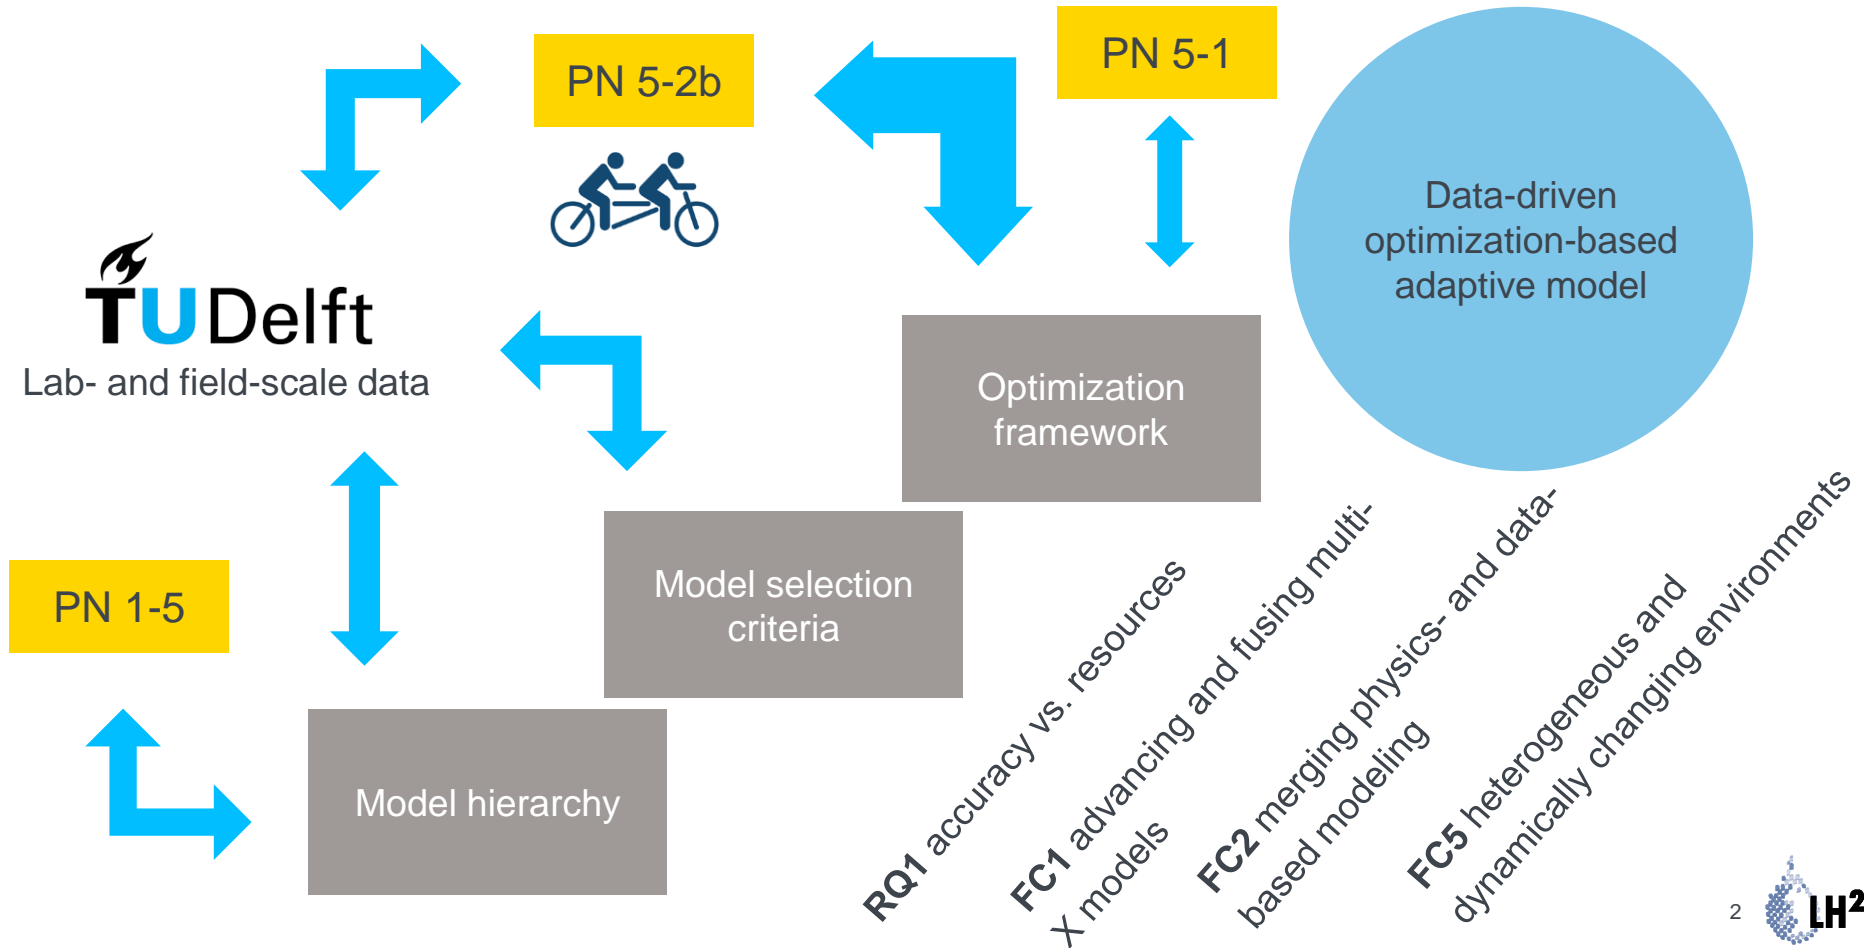 PN 5-2b
PN 5-1
Data-driven
optimization-based
adaptive model
TUDelft
Lab- and field-scale data
Optimization
framework
Model selection
criteria
PN 1-5
Model hierarchy
RQ1 accuracy vs. resources
FC1 advancing and fusing multi-
X models
FC2 merging physics- and data-
based modeling
FC5 heterogeneous and
dynamically changing environments
2
LH²